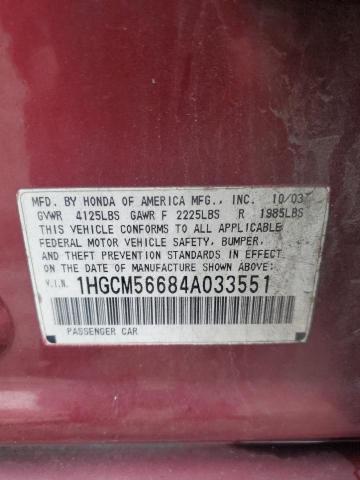 MFD. BY HONDA OF AMERICA MFG., INC. 10/03
GVWR 4125LBS GAWR F 2225LBS R 1985LBS
THIS VEHICLE CONFORMS TO ALL APPLICABLE
FEDERAL MOTOR VEHICLE SAFETY, BUMPER,
AND THEFT PREVENTION STANDARDS IN EFFECT
ON THE DATE OF MANUFACTURE SHOWN ABOVE.
V.I.N. 1HGCM56684A033551
PASSENGER CAR